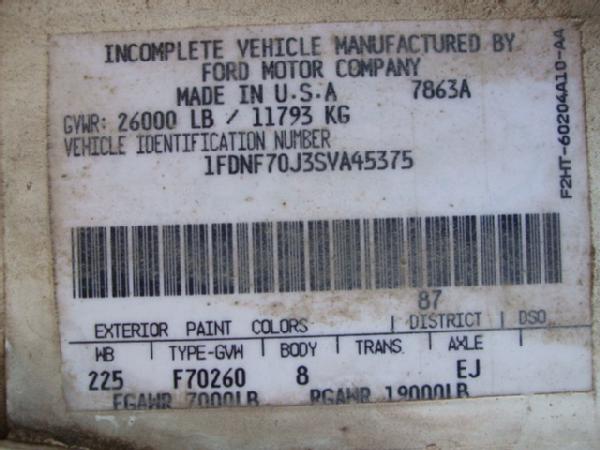 INCOMPLETE VEHICLE MANUFACTURED BY
FORD MOTOR COMPANY
MADE IN U.S.A 7863A
GVWR: 26000 LB / 11793 KG
VEHICLE IDENTIFICATION NUMBER
1FDNF70J3SVA45375
F2HT-60204A10-AA
87
EXTERIOR PAINT COLORS DISTRICT DSO
WB TYPE-GVW BODY TRANS. AXLE
225 F70260 8 EJ
FGAWR 7000LB RGAWR 19000LB